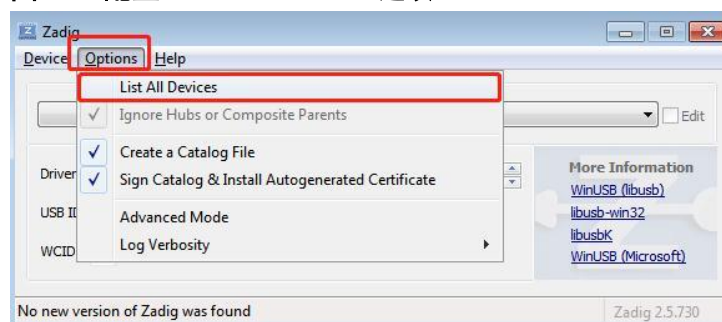 Zadig
Device Options Help
List All Devices
Ignore Hubs or Composite Parents
Edit
Create a Catalog File
Driver
Sign Catalog & Install Autogenerated Certificate
More Information
WinUSB (libusb)
USB ID
Advanced Mode
libusb-win32
Log Verbosity
libusbK
WCID
WinUSB (Microsoft)
No new version of Zadig was found
Zadig 2.5.730